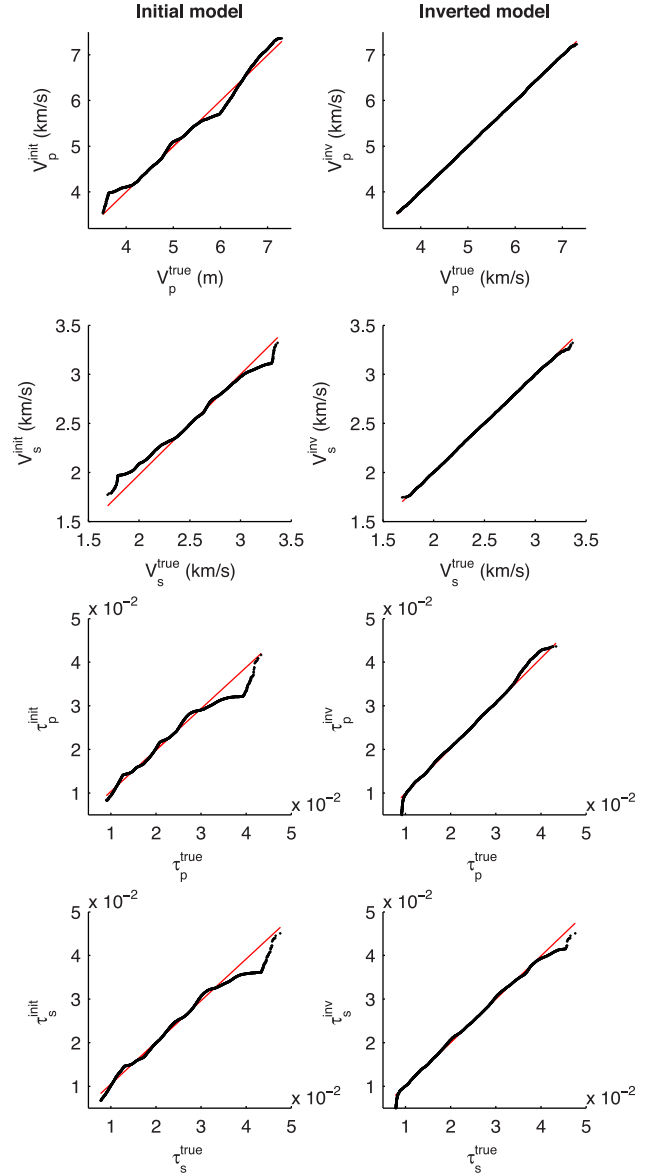 Initial model
Inverted model
7
6
5
4
V_p^init (km/s)
4 5 6 7
V_p^true (m)
7
6
5
4
V_p^inv (km/s)
4 5 6 7
V_p^true (km/s)
3.5
3
2.5
2
1.5
V_s^init (km/s)
1.5 2 2.5 3 3.5
V_s^true (km/s)
3.5
3
2.5
2
1.5
V_s^inv (km/s)
1.5 2 2.5 3 3.5
V_s^true (km/s)
x 10^−2
5
4
3
2
1
τ_p^init
x 10^−2
1 2 3 4 5
τ_p^true
x 10^−2
5
4
3
2
1
τ_p^inv
x 10^−2
1 2 3 4 5
τ_p^true
x 10^−2
5
4
3
2
1
τ_s^init
x 10^−2
1 2 3 4 5
τ_s^true
x 10^−2
5
4
3
2
1
τ_s^inv
x 10^−2
1 2 3 4 5
τ_s^true